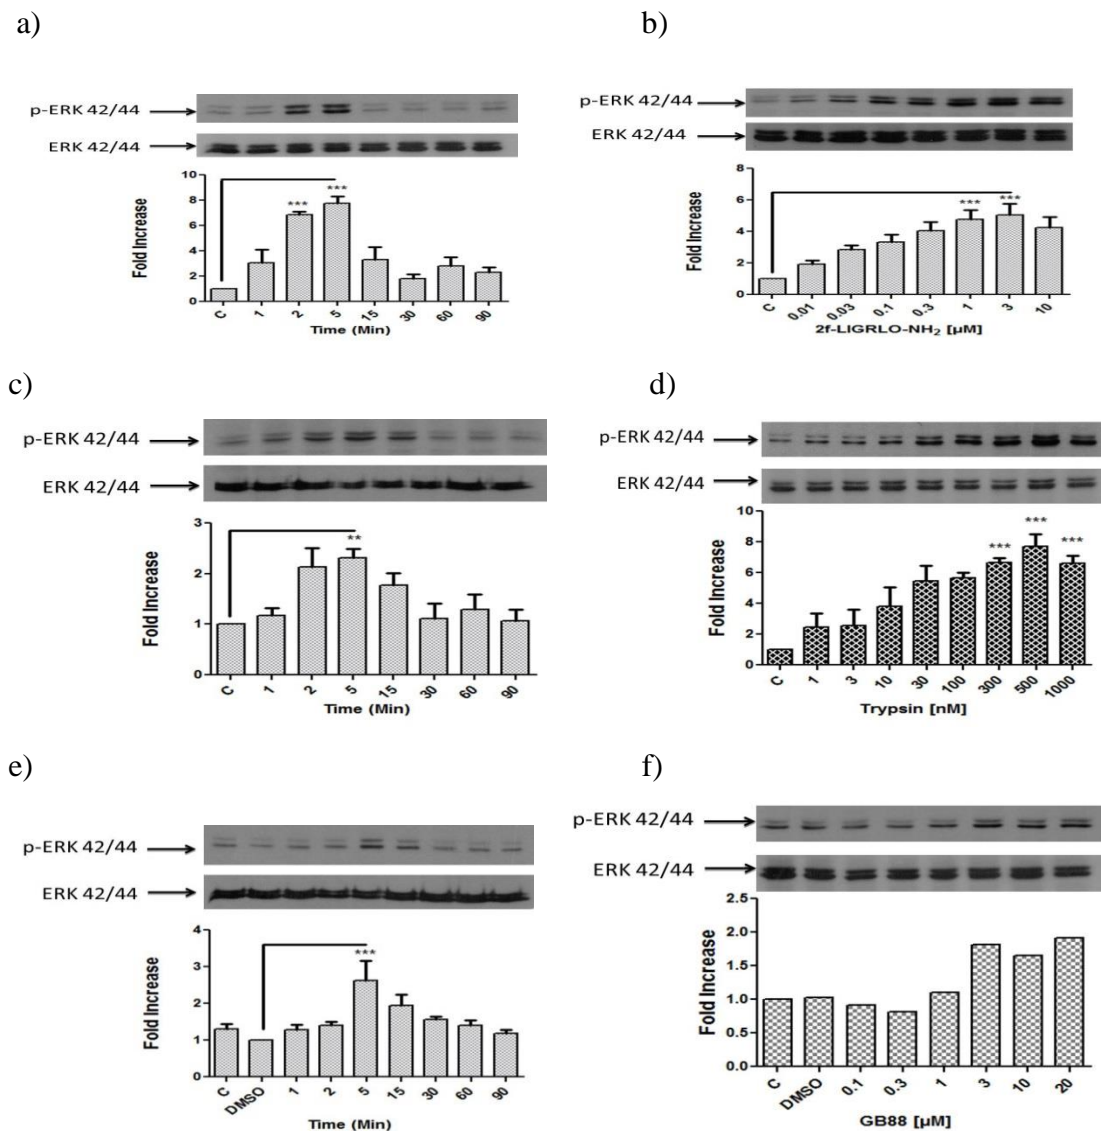 a)
p-ERK 42/44
ERK 42/44
Fold Increase
10
8
6
4
2
0
***
***
C 1 2 5 15 30 60 90
Time (Min)
b)
p-ERK 42/44
ERK 42/44
Fold Increase
8
6
4
2
0
*** ***
C 0.01 0.03 0.1 0.3 1 3 10
2f-LIGRLO-NH₂ [µM]
c)
p-ERK 42/44
ERK 42/44
Fold Increase
3
2
1
0
**
C 1 2 5 15 30 60 90
Time (Min)
d)
p-ERK 42/44
ERK 42/44
Fold Increase
10
8
6
4
2
0
***
***
***
C 1 3 10 30 100 300 500 1000
Trypsin [nM]
e)
p-ERK 42/44
ERK 42/44
Fold Increase
4
3
2
1
0
***
C DMSO 1 2 5 15 30 60 90
Time (Min)
f)
p-ERK 42/44
ERK 42/44
Fold Increase
2.5
2.0
1.5
1.0
0.5
0.0
C DMSO 0.1 0.3 1 3 10 20
GB88 [µM]